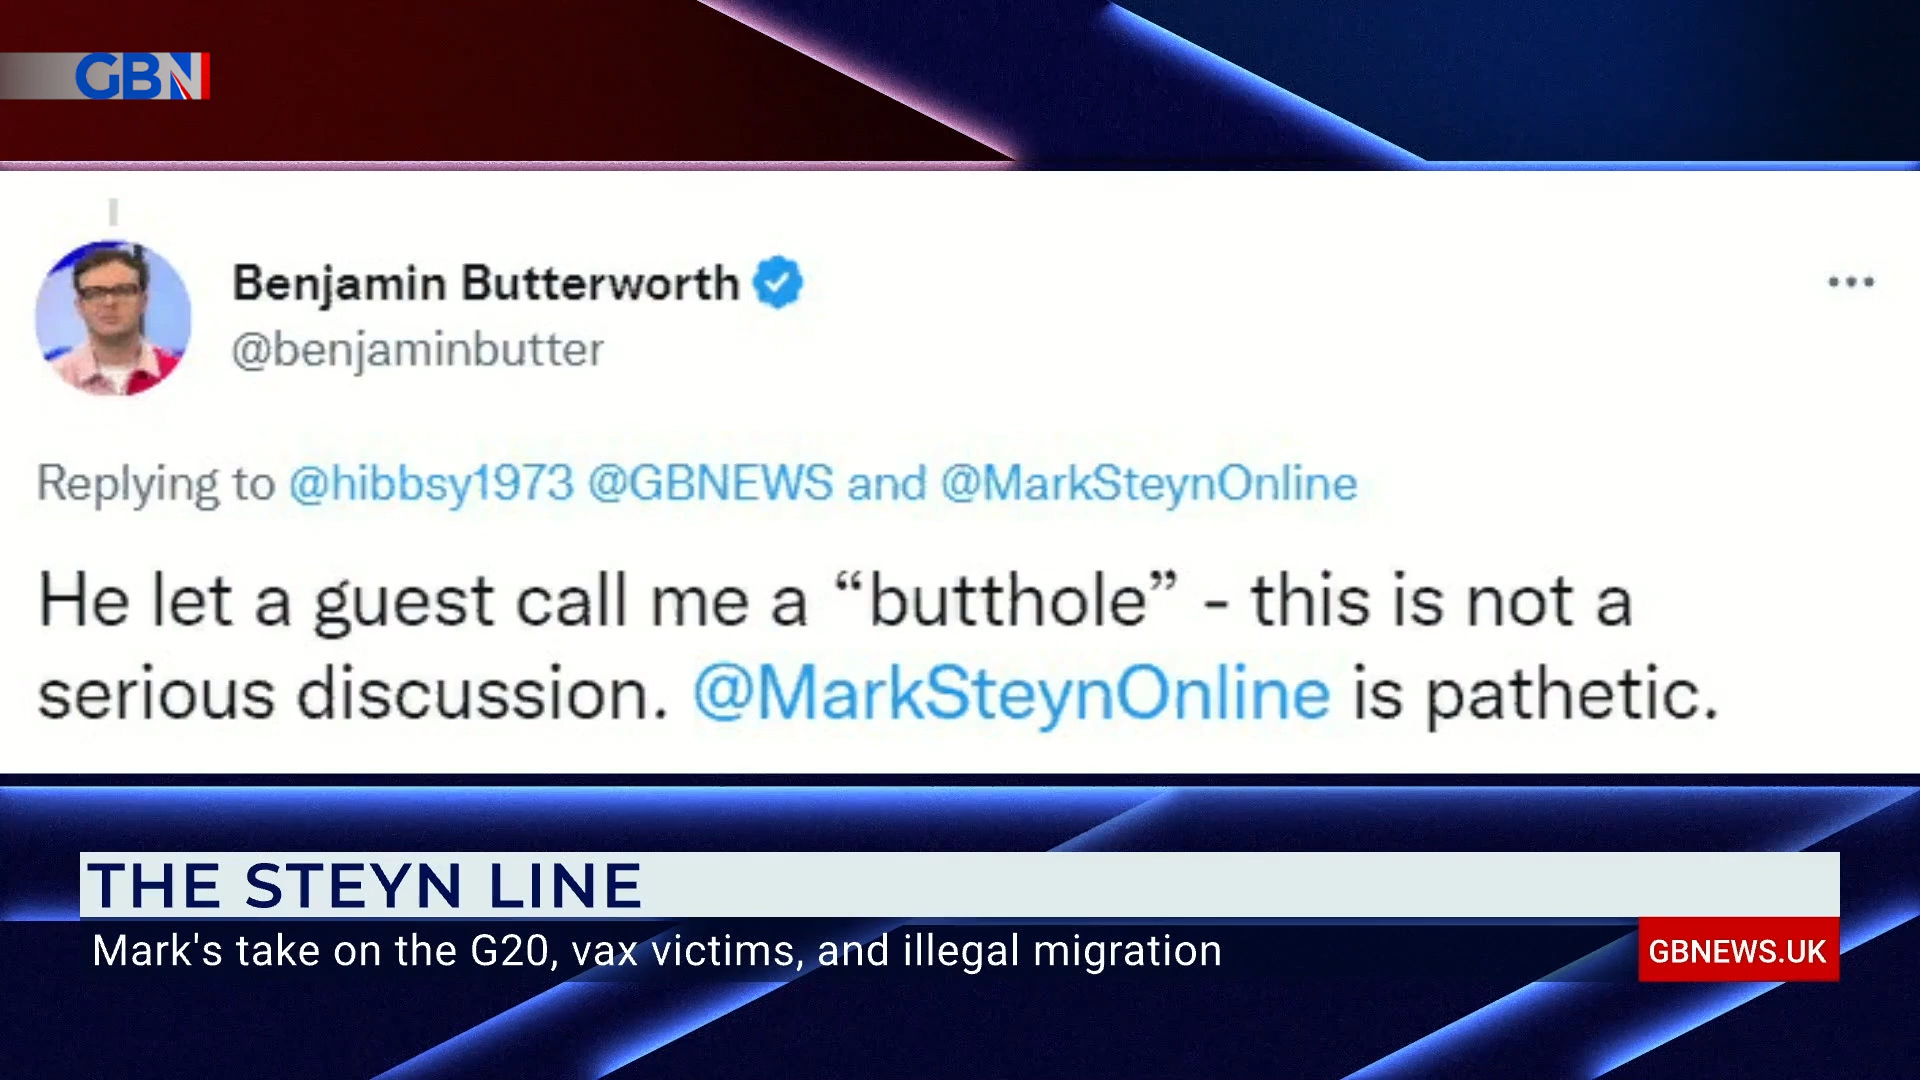 GBN
Benjamin Butterworth
@benjaminbutter
Replying to @hibbsy1973 @GBNEWS and @MarkSteynOnline
He let a guest call me a “butthole” - this is not a
serious discussion. @MarkSteynOnline is pathetic.
THE STEYN LINE
Mark's take on the G20, vax victims, and illegal migration
GBNEWS.UK